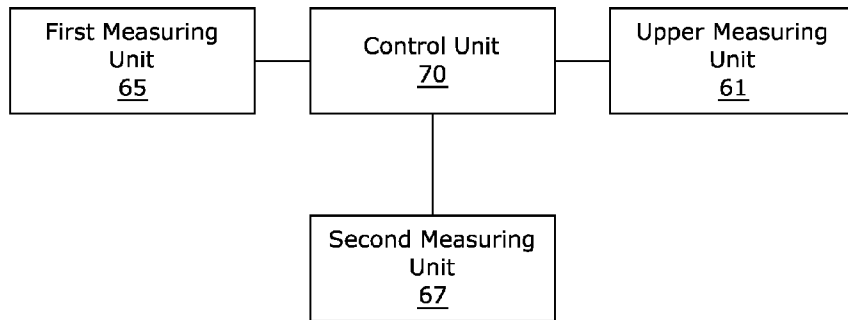 First Measuring
Unit
65
Control Unit
70
Upper Measuring
Unit
61
Second Measuring
Unit
67